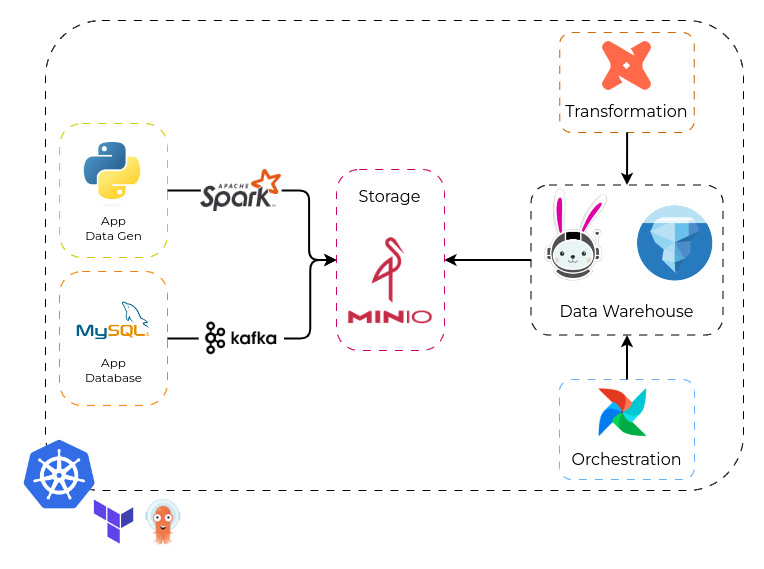 Transformation
App
Data Gen
APACHE
Spark
Storage
MINIO
Data Warehouse
MySQL
App
Database
kafka
Orchestration